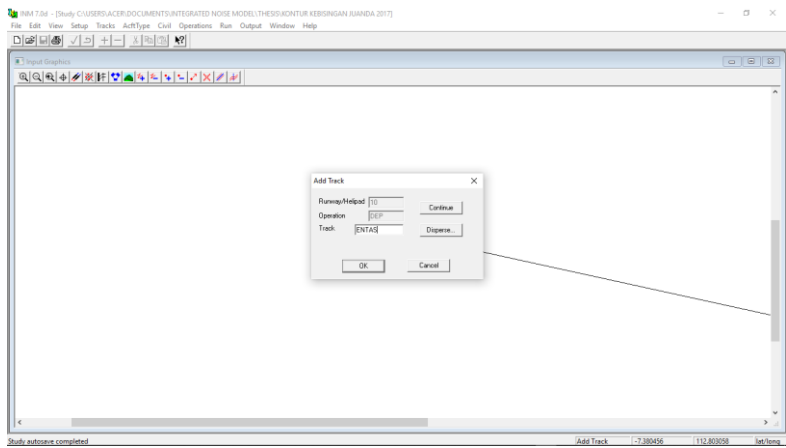 INM 7.0d - [Study C:\USERS\ACER\DOCUMENTS\INTEGRATED NOISE MODEL\THESIS\KONTUR KEBISINGAN JUANDA 2017]
File Edit View Setup Tracks AcftType Civil Operations Run Output Window Help
Input Graphics
Add Track
Runway/Helipad 10
Continue
Operation DEP
Track ENTAS
Disperse...
OK Cancel
Study autosave completed Add Track -7.380456 112.803058 lat/long